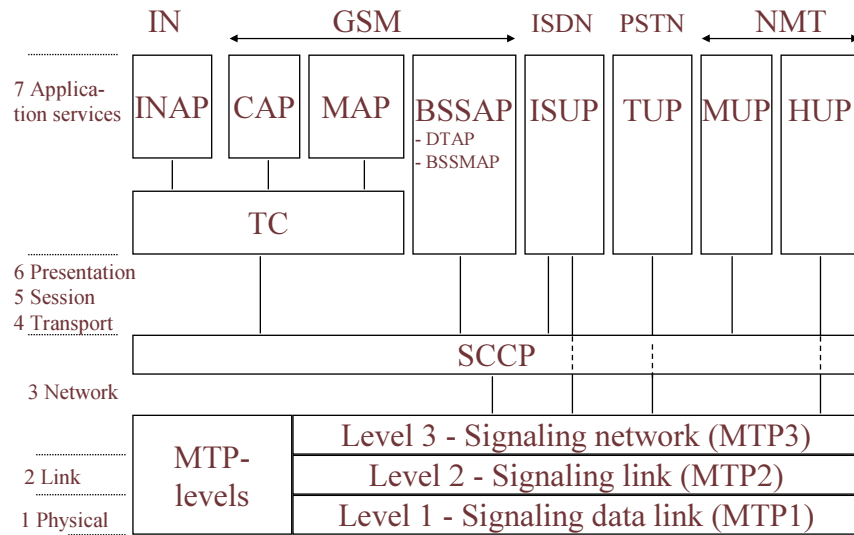 IN
GSM
ISDN
PSTN
NMT
7 Applica-
tion services
INAP
CAP
MAP
BSSAP
- DTAP
- BSSMAP
ISUP
TUP
MUP
HUP
TC
6 Presentation
5 Session
4 Transport
SCCP
3 Network
MTP-
levels
Level 3 - Signaling network (MTP3)
2 Link
Level 2 - Signaling link (MTP2)
1 Physical
Level 1 - Signaling data link (MTP1)